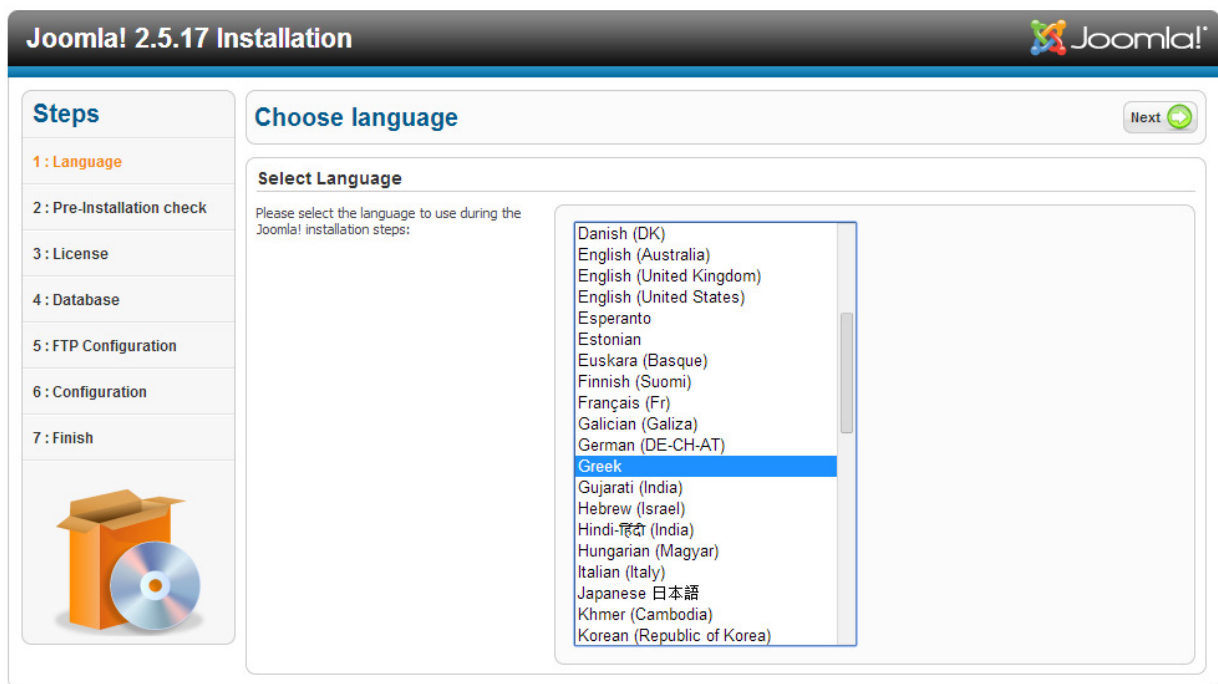 Joomla! 2.5.17 Installation
Joomla!
Steps
1 : Language
2 : Pre-Installation check
3 : License
4 : Database
5 : FTP Configuration
6 : Configuration
7 : Finish
Choose language
Next
Select Language
Please select the language to use during the
Joomla! installation steps:
Danish (DK)
English (Australia)
English (United Kingdom)
English (United States)
Esperanto
Estonian
Euskara (Basque)
Finnish (Suomi)
Français (Fr)
Galician (Galiza)
German (DE-CH-AT)
Greek
Gujarati (India)
Hebrew (Israel)
Hindi-हिंदी (India)
Hungarian (Magyar)
Italian (Italy)
Japanese 日本語
Khmer (Cambodia)
Korean (Republic of Korea)